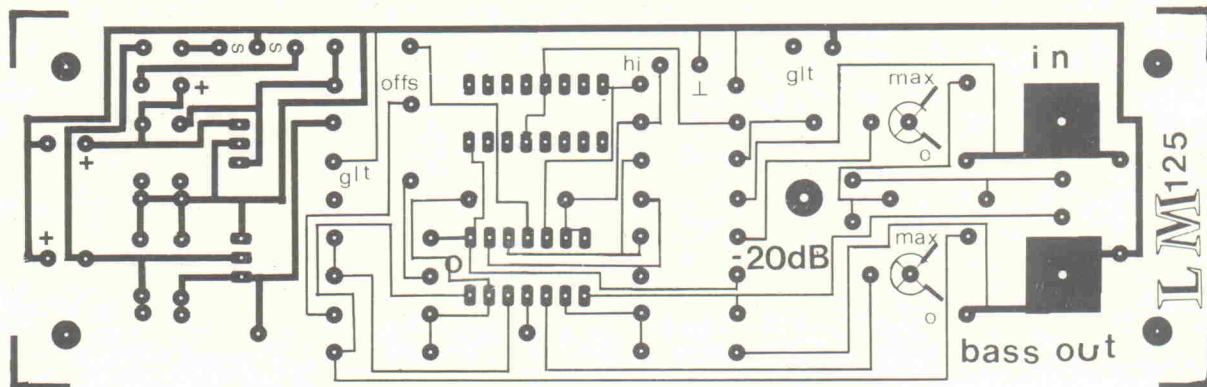 s
s
+
+
+
offs
glt
hi
⊥
glt
max
o
in
-20dB
max
o
o
bass out
LM125